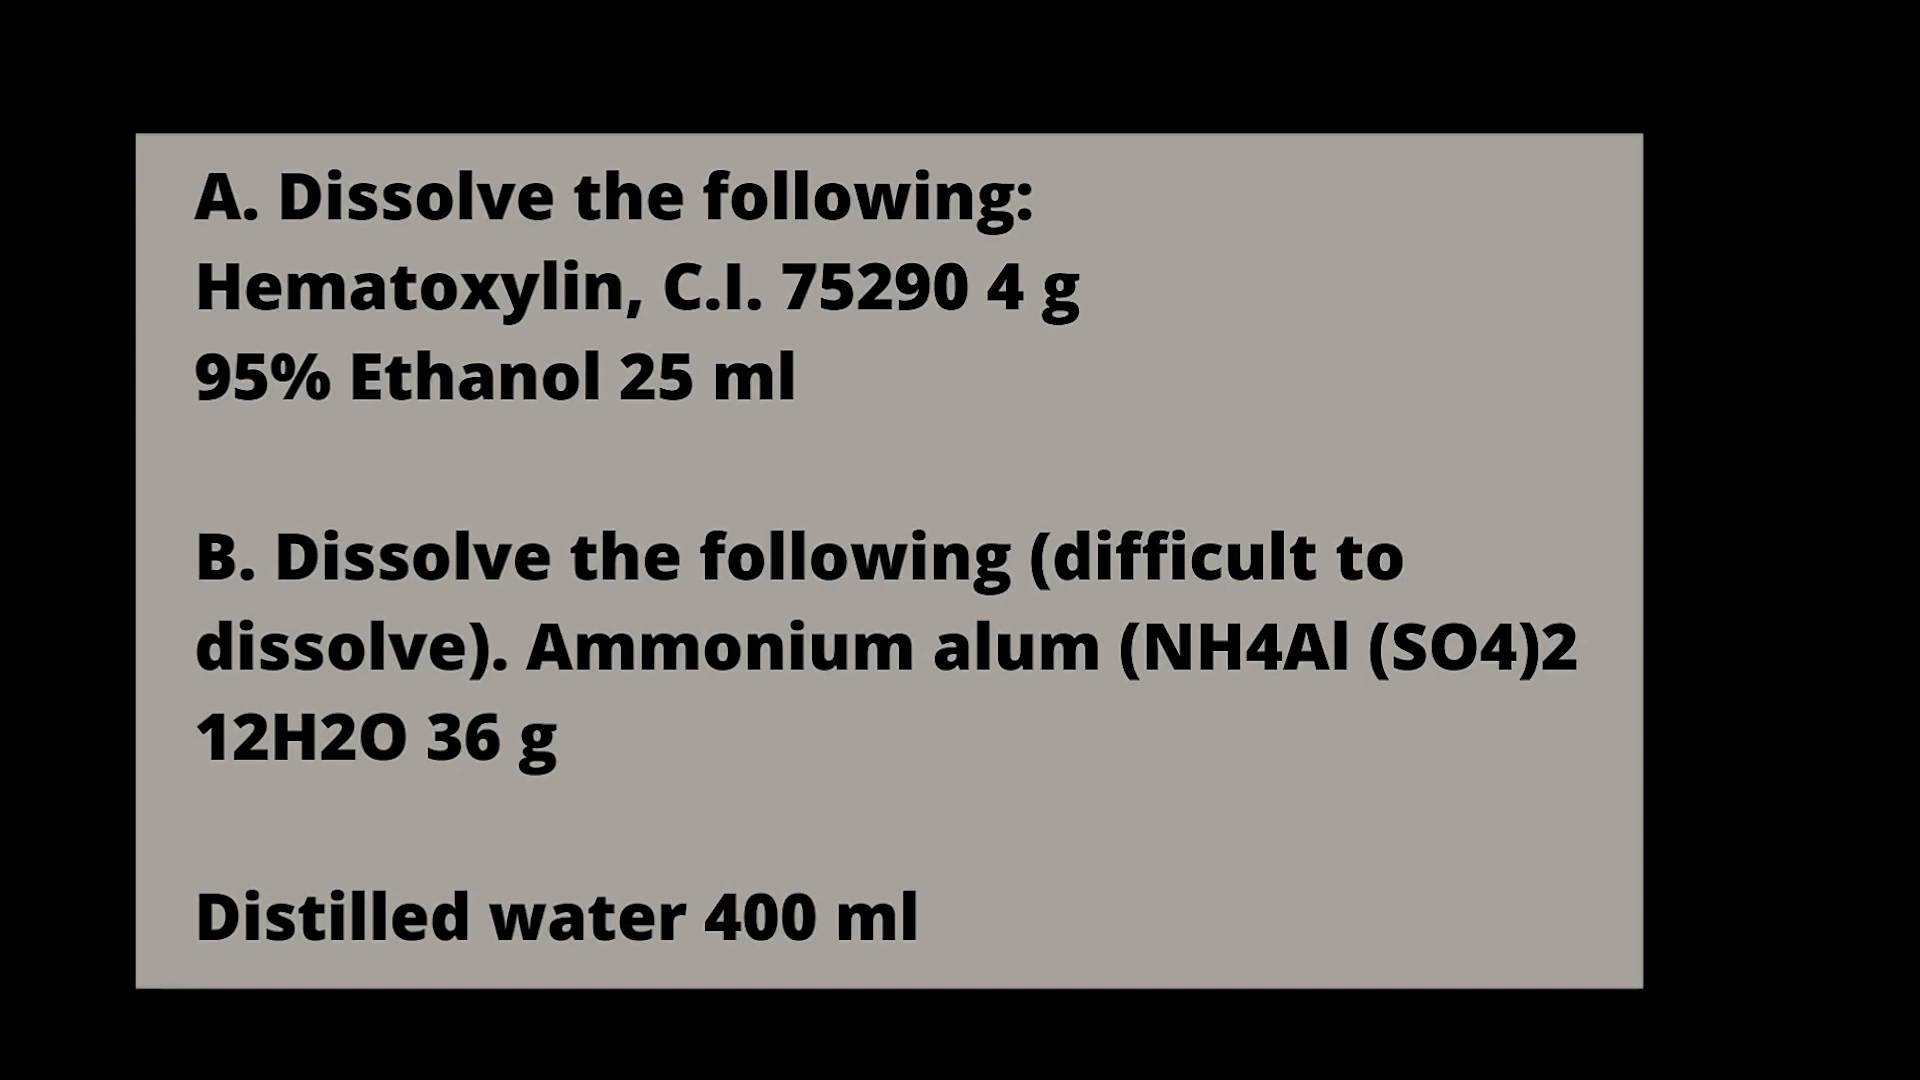 A. Dissolve the following:
Hematoxylin, C.I. 75290 4 g
95% Ethanol 25 ml
B. Dissolve the following (difficult to
dissolve). Ammonium alum (NH4Al (SO4)2
12H2O 36 g
Distilled water 400 ml